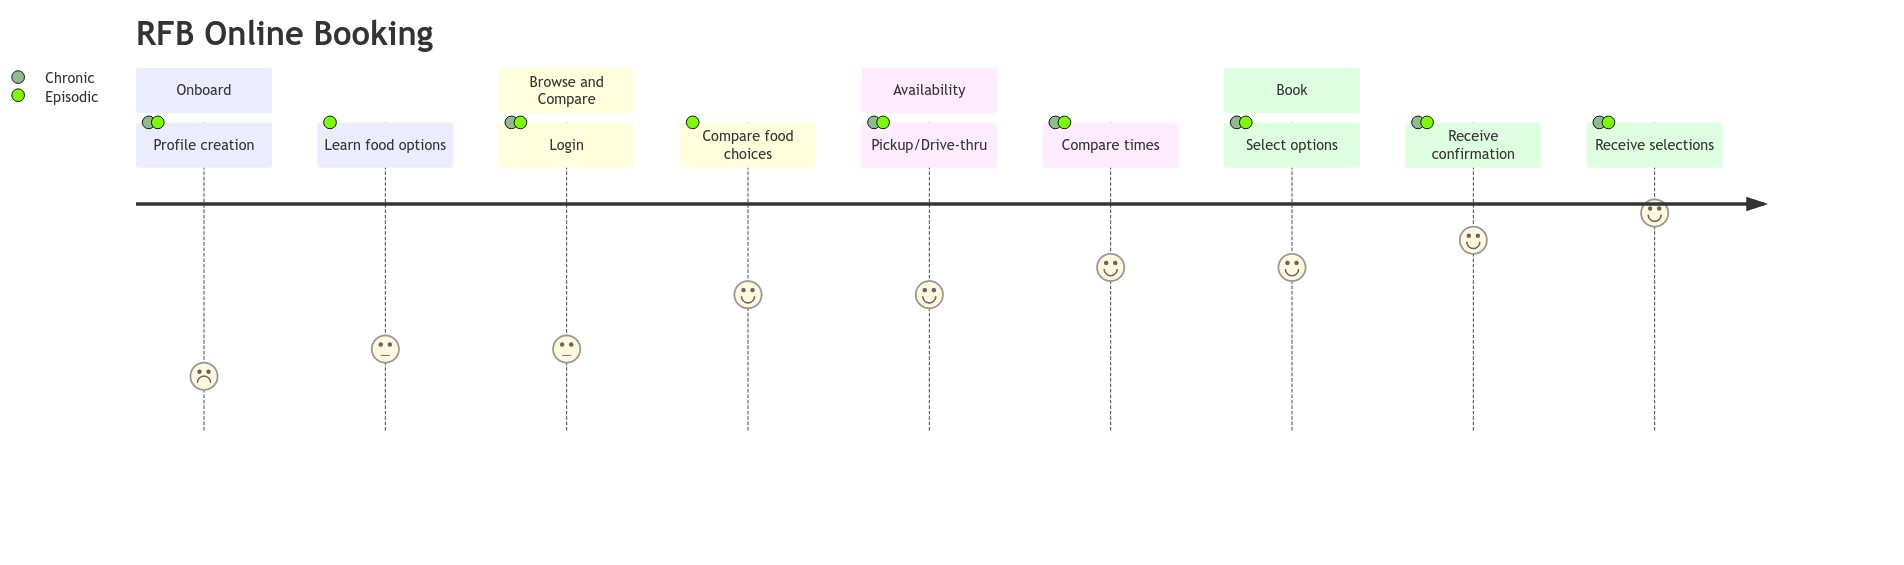 RFB Online Booking
Chronic
Episodic
Onboard
Browse and
Compare
Availability
Book
Profile creation
Learn food options
Login
Compare food
choices
Pickup/Drive-thru
Compare times
Select options
Receive
confirmation
Receive selections